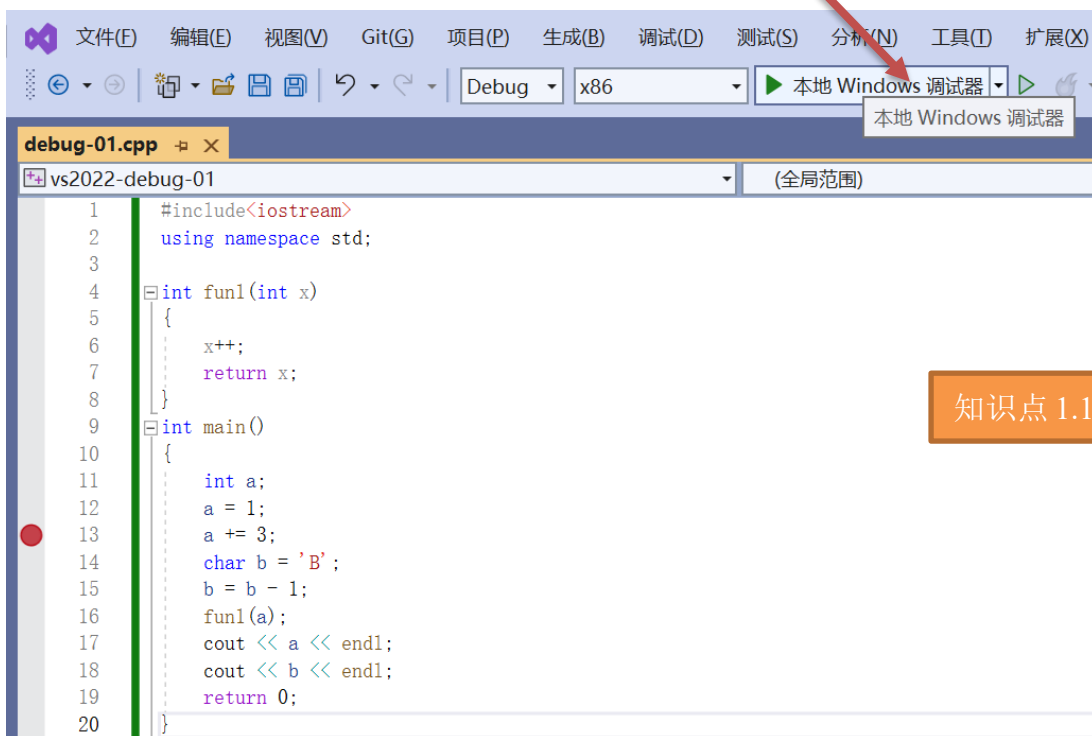 文件(F) 编辑(E) 视图(V) Git(G) 项目(P) 生成(B) 调试(D) 测试(S) 分析(N) 工具(T) 扩展(X)
Debug x86 本地 Windows 调试器
本地 Windows 调试器
debug-01.cpp
vs2022-debug-01 (全局范围)
1 #include<iostream>
2 using namespace std;
3
4 int fun1(int x)
5 {
6 x++;
7 return x;
8 }
9 int main()
10 {
11 int a;
12 a = 1;
13 a += 3;
14 char b = 'B';
15 b = b - 1;
16 fun1(a);
17 cout << a << endl;
18 cout << b << endl;
19 return 0;
20 }
知识点 1.1